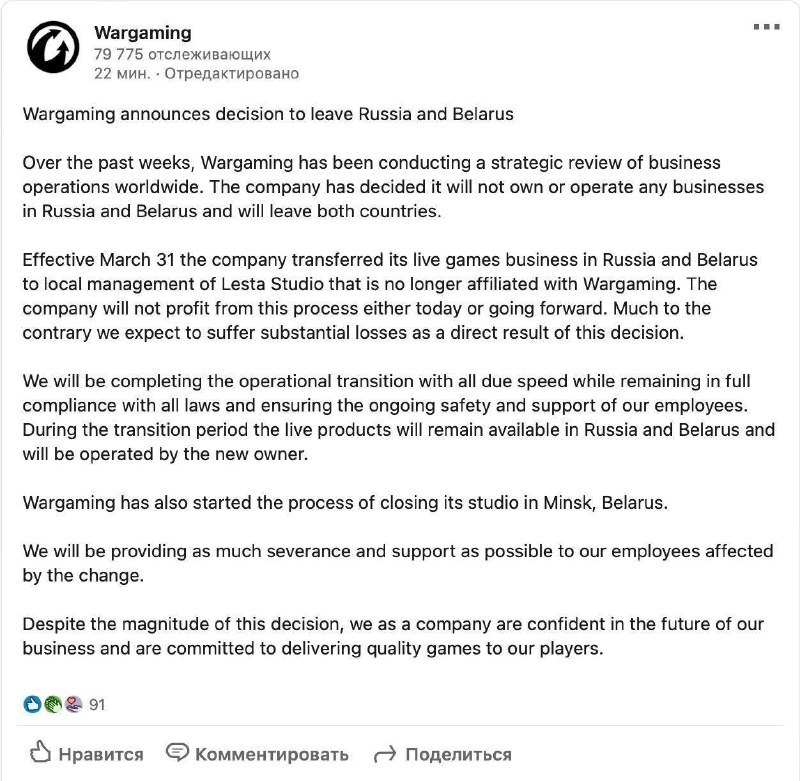 Wargaming
79 775 отслеживающих
22 мин. · Отредактировано
Wargaming announces decision to leave Russia and Belarus
Over the past weeks, Wargaming has been conducting a strategic review of business
operations worldwide. The company has decided it will not own or operate any businesses
in Russia and Belarus and will leave both countries.
Effective March 31 the company transferred its live games business in Russia and Belarus
to local management of Lesta Studio that is no longer affiliated with Wargaming. The
company will not profit from this process either today or going forward. Much to the
contrary we expect to suffer substantial losses as a direct result of this decision.
We will be completing the operational transition with all due speed while remaining in full
compliance with all laws and ensuring the ongoing safety and support of our employees.
During the transition period the live products will remain available in Russia and Belarus and
will be operated by the new owner.
Wargaming has also started the process of closing its studio in Minsk, Belarus.
We will be providing as much severance and support as possible to our employees affected
by the change.
Despite the magnitude of this decision, we as a company are confident in the future of our
business and are committed to delivering quality games to our players.
91
Нравится Комментировать Поделиться